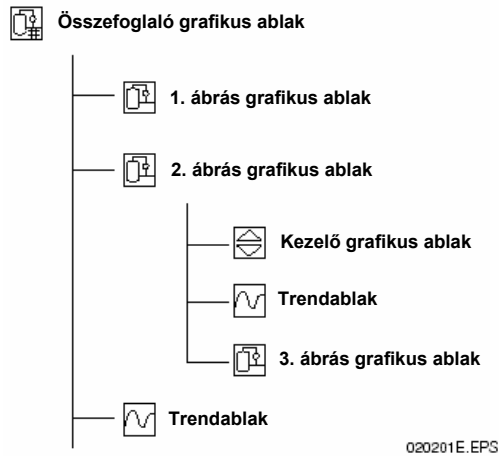 Összefoglaló grafikus ablak
1. ábrás grafikus ablak
2. ábrás grafikus ablak
Kezelő grafikus ablak
Trendablak
3. ábrás grafikus ablak
Trendablak
020201E.EPS